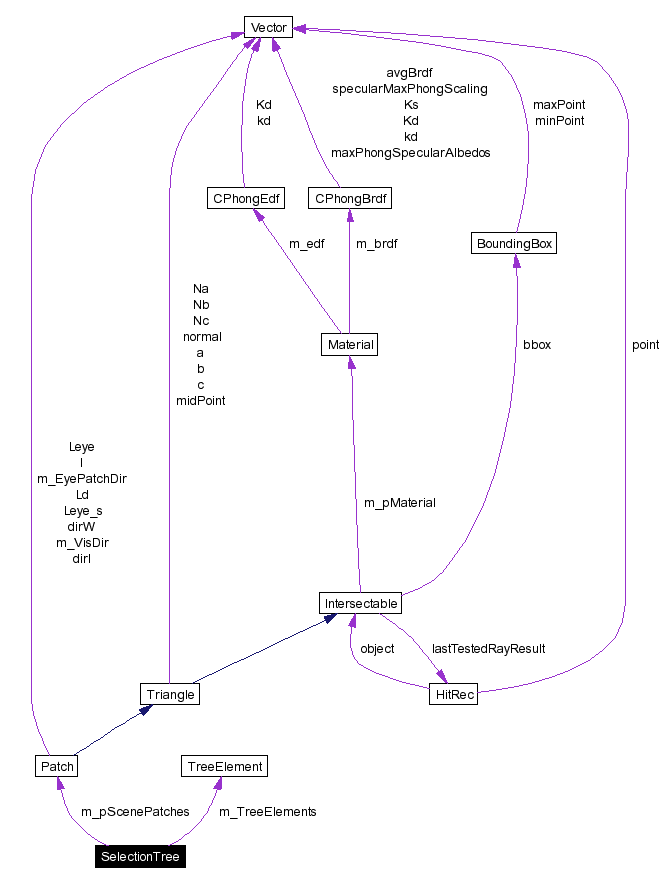 Vector
avgBrdf
specularMaxPhongScaling
Ks
Kd
kd
maxPhongSpecularAlbedos
Kd
kd
maxPoint
minPoint
CPhongEdf
CPhongBrdf
BoundingBox
m_edf
m_brdf
Na
Nb
Nc
normal
a
b
c
midPoint
Material
bbox
point
Leye
l
m_EyePatchDir
Ld
Leye_s
dirW
m_VisDir
dirI
m_pMaterial
Intersectable
object
lastTestedRayResult
Triangle
HitRec
Patch
TreeElement
m_pScenePatches
m_TreeElements
SelectionTree